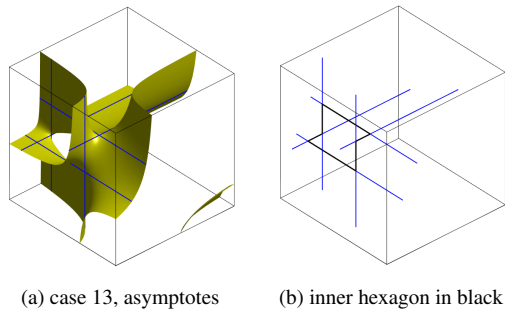 (a) case 13, asymptotes
(b) inner hexagon in black